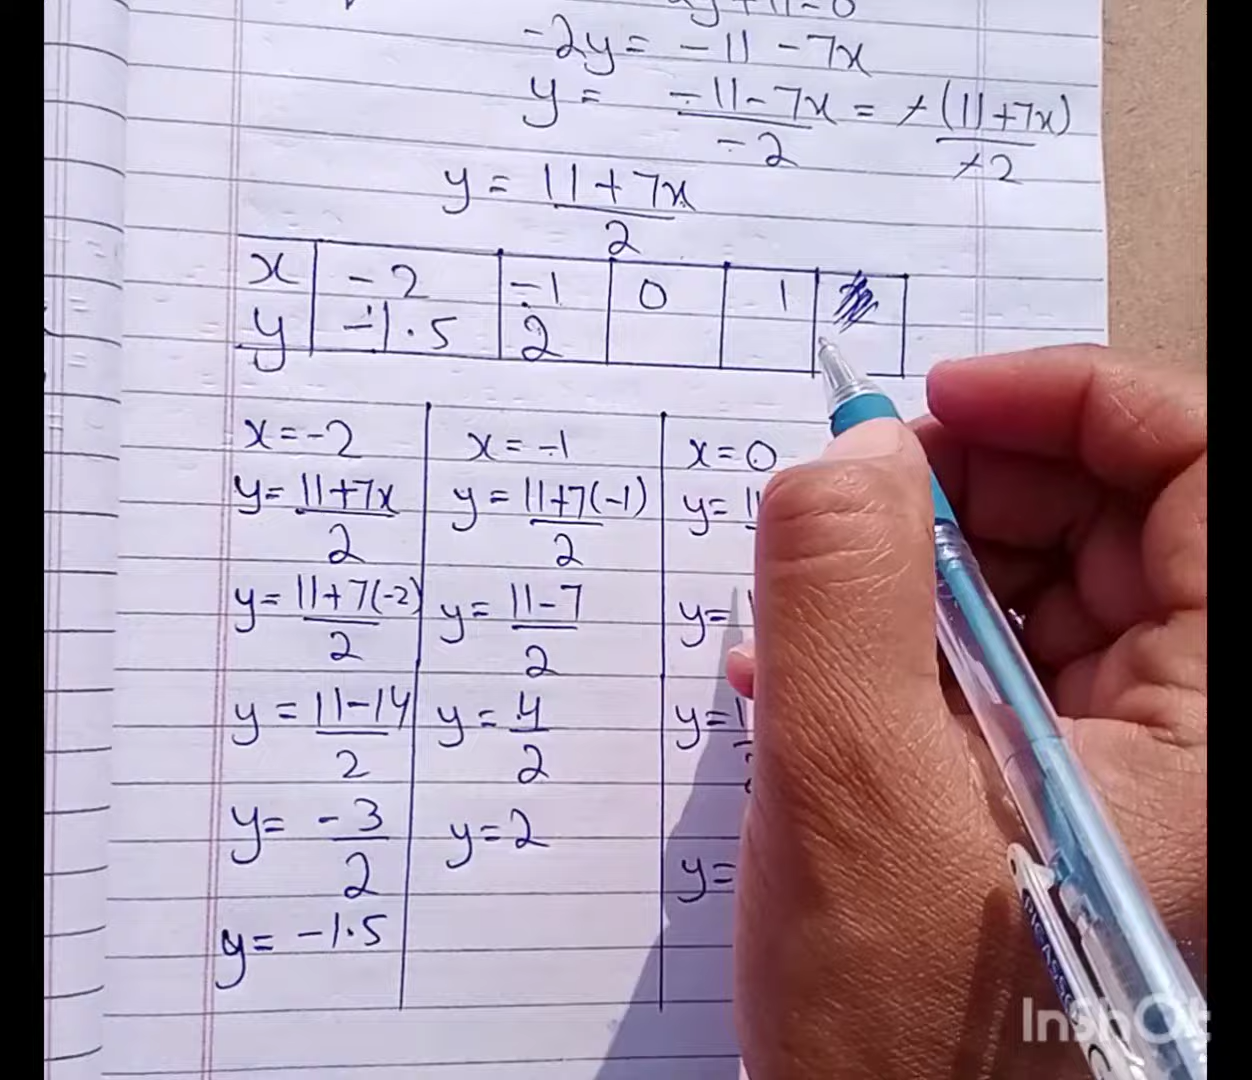 -2y = -11 - 7x
y = -11 - 7x / -2 = -(11 + 7x) / -2
y = 11 + 7x / 2
x -2 -1 0 1
y -1.5 2
x = -2
y = 11 + 7x / 2
y = 11 + 7(-2) / 2
y = 11 - 14 / 2
y = -3 / 2
y = -1.5
x = -1
y = 11 + 7(-1) / 2
y = 11 - 7 / 2
y = 4 / 2
y = 2
x = 0
y =
y =
y =
y =
PICASSO
InShOt